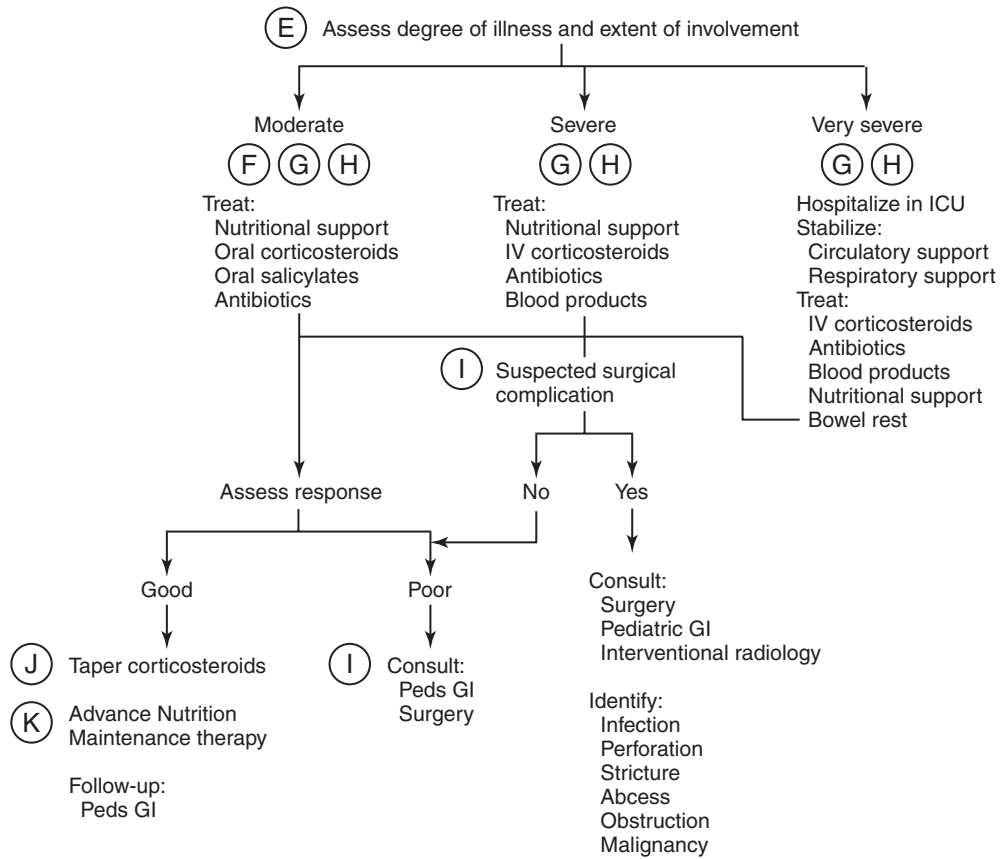 E Assess degree of illness and extent of involvement
Moderate
F G H
Treat:
Nutritional support
Oral corticosteroids
Oral salicylates
Antibiotics
Severe
G H
Treat:
Nutritional support
IV corticosteroids
Antibiotics
Blood products
Very severe
G H
Hospitalize in ICU
Stabilize:
Circulatory support
Respiratory support
Treat:
IV corticosteroids
Antibiotics
Blood products
Nutritional support
Bowel rest
I Suspected surgical
complication
Assess response
No
Yes
Good
Poor
J Taper corticosteroids
K Advance Nutrition
Maintenance therapy
Follow-up:
Peds GI
I Consult:
Peds GI
Surgery
Consult:
Surgery
Pediatric GI
Interventional radiology
Identify:
Infection
Perforation
Stricture
Abcess
Obstruction
Malignancy